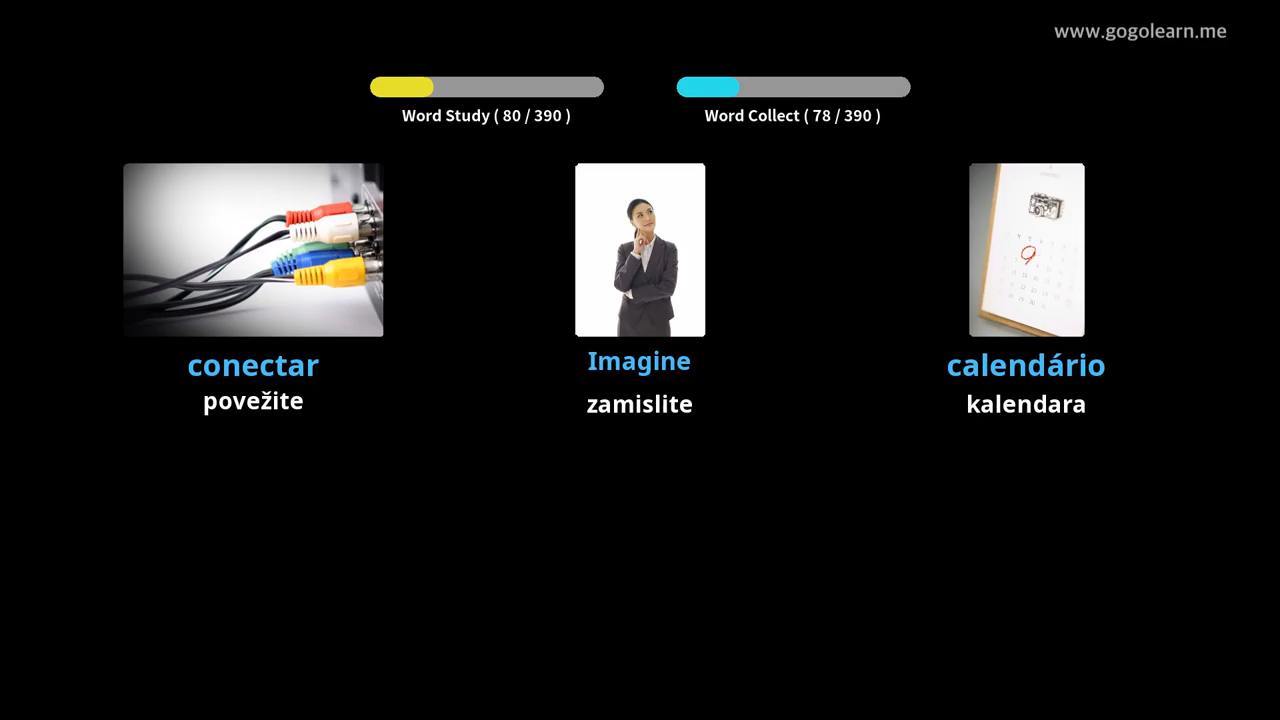 www.gogolearn.me
Word Study ( 80 / 390 )
Word Collect ( 78 / 390 )
conectar
povežite
Imagine
zamislite
calendário
kalendara